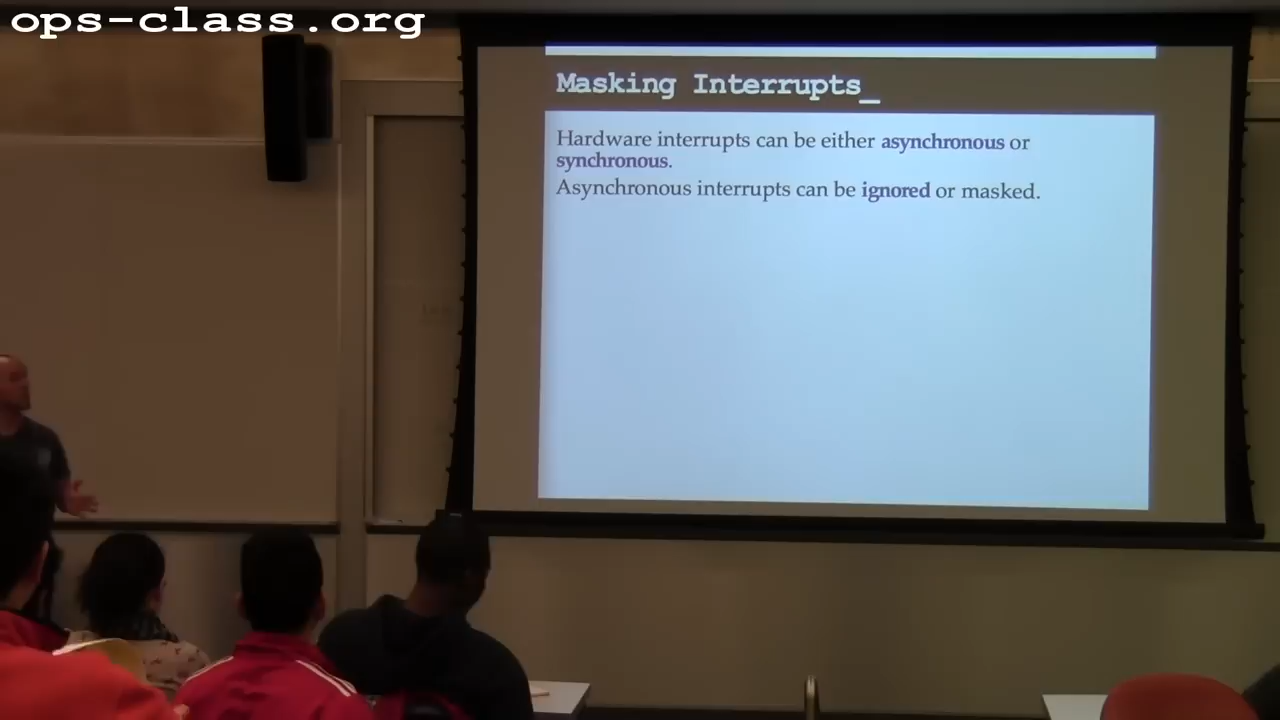 ops-class.org
Masking Interrupts_
Hardware interrupts can be either asynchronous or
synchronous.
Asynchronous interrupts can be ignored or masked.